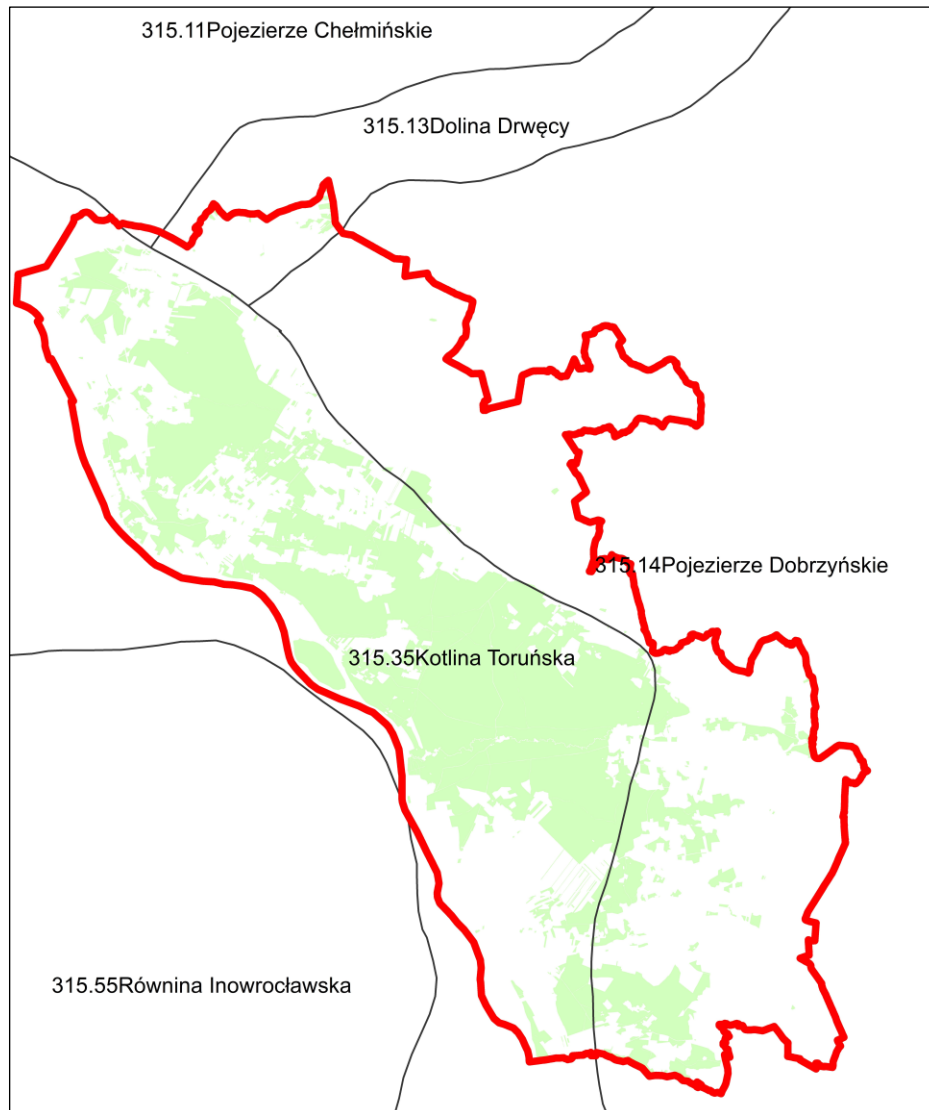 315.11Pojezierze Chełmińskie
315.13Dolina Drwęcy
315.14Pojezierze Dobrzyńskie
315.35Kotlina Toruńska
315.55Równina Inowrocławska